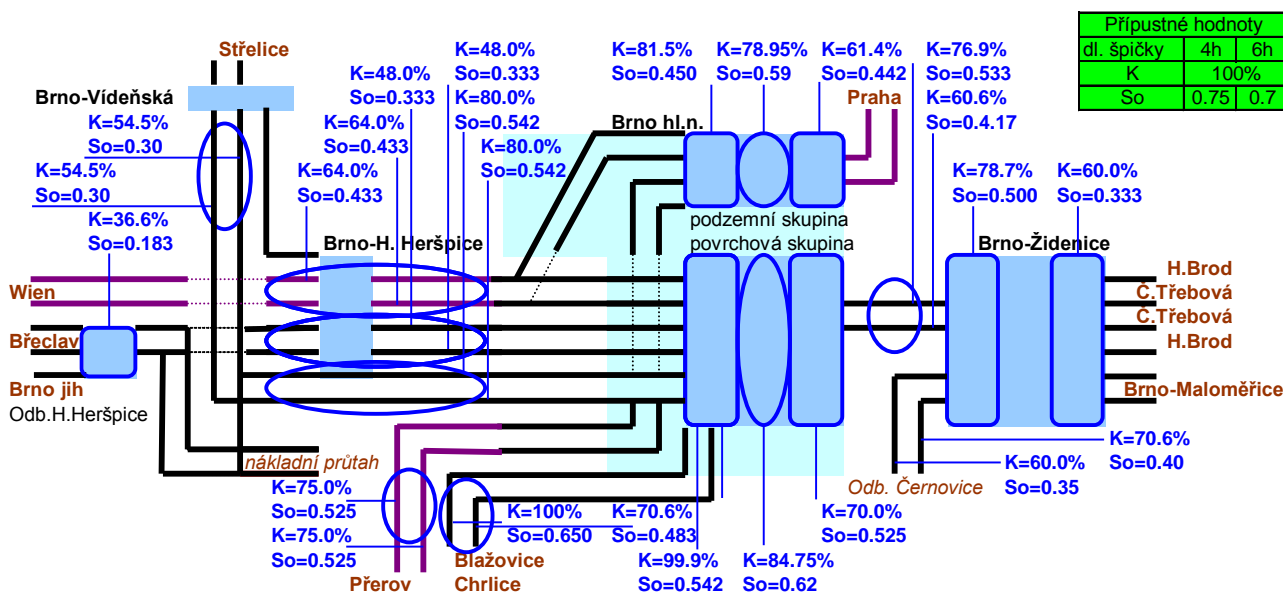 Přípustné hodnoty
dl. špičky 4h 6h
K 100%
So 0.75 0.7
Střelice
K=48.0%
So=0.333
K=81.5%
So=0.450
K=78.95%
So=0.59
K=61.4%
So=0.442
K=76.9%
So=0.533
K=48.0%
So=0.333
K=80.0%
So=0.542
Praha
K=60.6%
So=0.4.17
Brno-Vídeňská
K=54.5%
So=0.30
K=64.0%
So=0.433
Brno hl.n.
K=80.0%
So=0.542
K=54.5%
So=0.30
K=64.0%
So=0.433
K=78.7%
So=0.500
K=60.0%
So=0.333
K=36.6%
So=0.183
podzemní skupina
povrchová skupina
Brno-H. Heršpice
Brno-Židenice
H.Brod
Wien
Č.Třebová
Č.Třebová
Břeclav
H.Brod
Brno jih
Brno-Maloměřice
Odb.H.Heršpice
nákladní průtah
K=70.6%
So=0.40
K=60.0%
So=0.35
Odb. Černovice
K=75.0%
So=0.525
K=100%
So=0.650
K=70.6%
So=0.483
K=70.0%
So=0.525
K=75.0%
So=0.525
Blažovice
K=99.9%
So=0.542
K=84.75%
So=0.62
Přerov
Chrlice